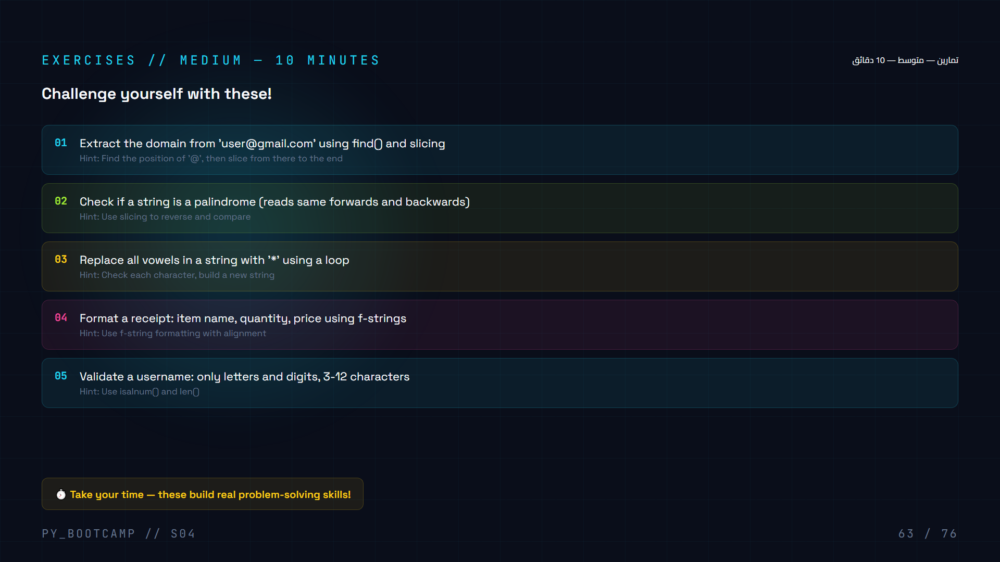 EXERCISES // MEDIUM — 10 MINUTES
تمارين — متوسط — 10 دقائق
Challenge yourself with these!
01 Extract the domain from ’user@gmail.com’ using find() and slicing
Hint: Find the position of ’@’, then slice from there to the end
02 Check if a string is a palindrome (reads same forwards and backwards)
Hint: Use slicing to reverse and compare
03 Replace all vowels in a string with ’*’ using a loop
Hint: Check each character, build a new string
04 Format a receipt: item name, quantity, price using f-strings
Hint: Use f-string formatting with alignment
05 Validate a username: only letters and digits, 3-12 characters
Hint: Use isalnum() and len()
⏱ Take your time — these build real problem-solving skills!
PY_BOOTCAMP // S04
63 / 76